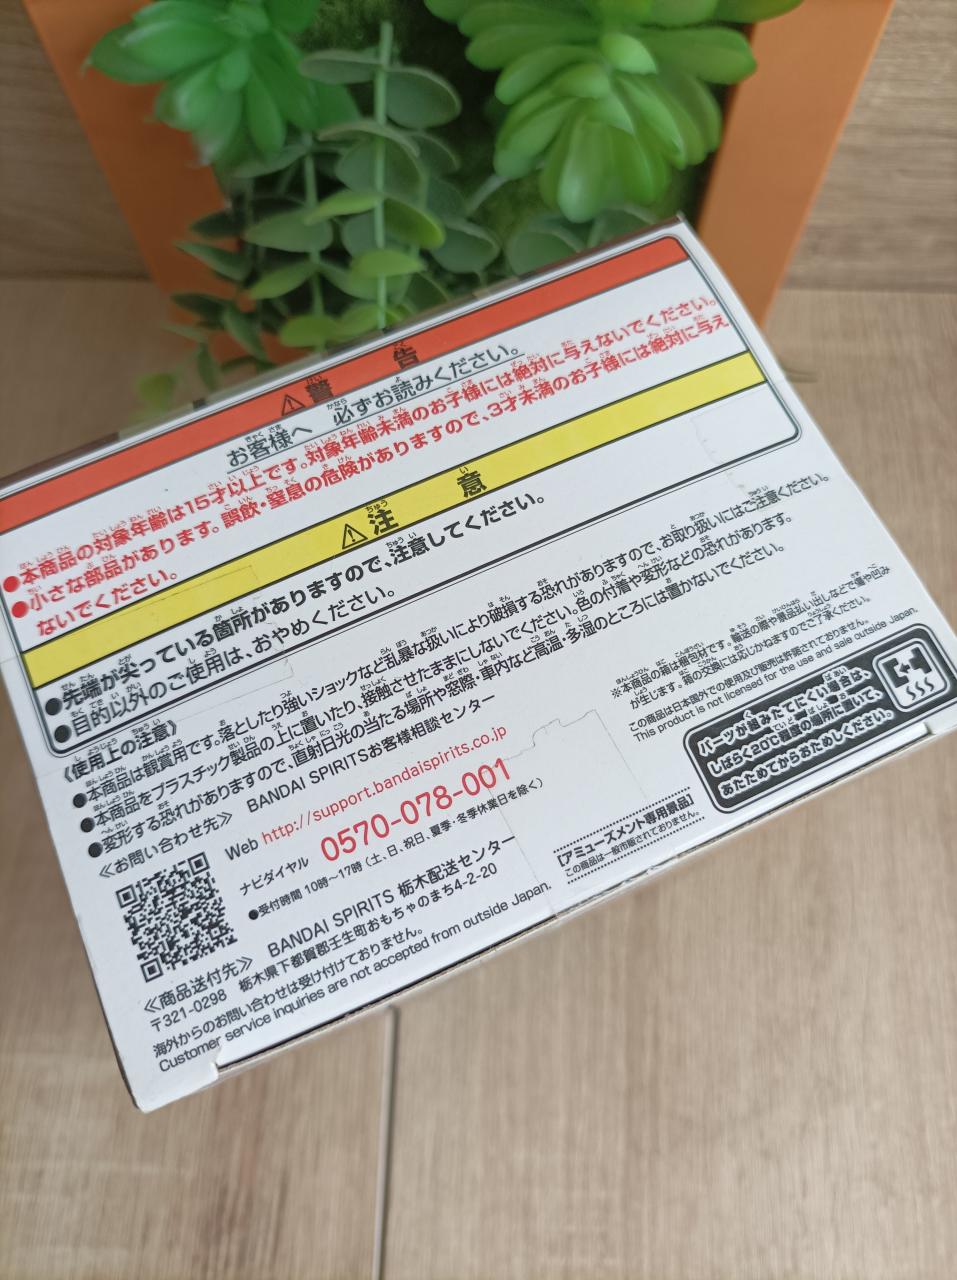 ⚠警告
お客様へ 必ずお読みください。
●本商品の対象年齢は15才以上です。対象年齢未満のお子様には絶対に与えないでください。
●小さな部品があります。誤飲・窒息の危険がありますので、3才未満のお子様には絶対に与え
ないでください。
⚠注意
●先端が尖っている箇所がありますので、注意してください。
●目的以外のご使用は、おやめください。
《使用上の注意》
●本商品は観賞用です。落としたり強いショックなど乱暴な扱いにより破損する恐れがありますので、お取り扱いにはご注意ください。
●本商品をプラスチック製品の上に置いたり、接触させたままにしないでください。色の付着や変形などの恐れがあります。
●変形する恐れがありますので、直射日光の当たる場所や窓際・車内など高温・多湿のところには置かないでください。
《お問い合わせ先》
BANDAI SPIRITSお客様相談センター
Web http://support.bandaispirits.co.jp
ナビダイヤル 0570-078-001
●受付時間 10時〜17時(土、日、祝日、夏季・冬季休業日を除く)
《商品送付先》 BANDAI SPIRITS 栃木配送センター
〒321-0298 栃木県下都賀郡壬生町おもちゃのまち4-2-20
海外からのお問い合わせは受け付けておりません。
Customer service inquiries are not accepted from outside Japan.
※本商品の箱は梱包材です。輸送の際や景品払い出しなどで傷や凹み
が生じます。箱の交換には応じかねますのでご了承ください。
この商品は日本国外での使用及び販売は許諾されておりません。
This product is not licensed for the use and sale outside Japan.
パーツが組みたてにくい場合は、
しばらく20℃程度の場所に置いて、
あたためてからおためしください。
[アミューズメント専用景品]
この商品は一般市販されておりません。